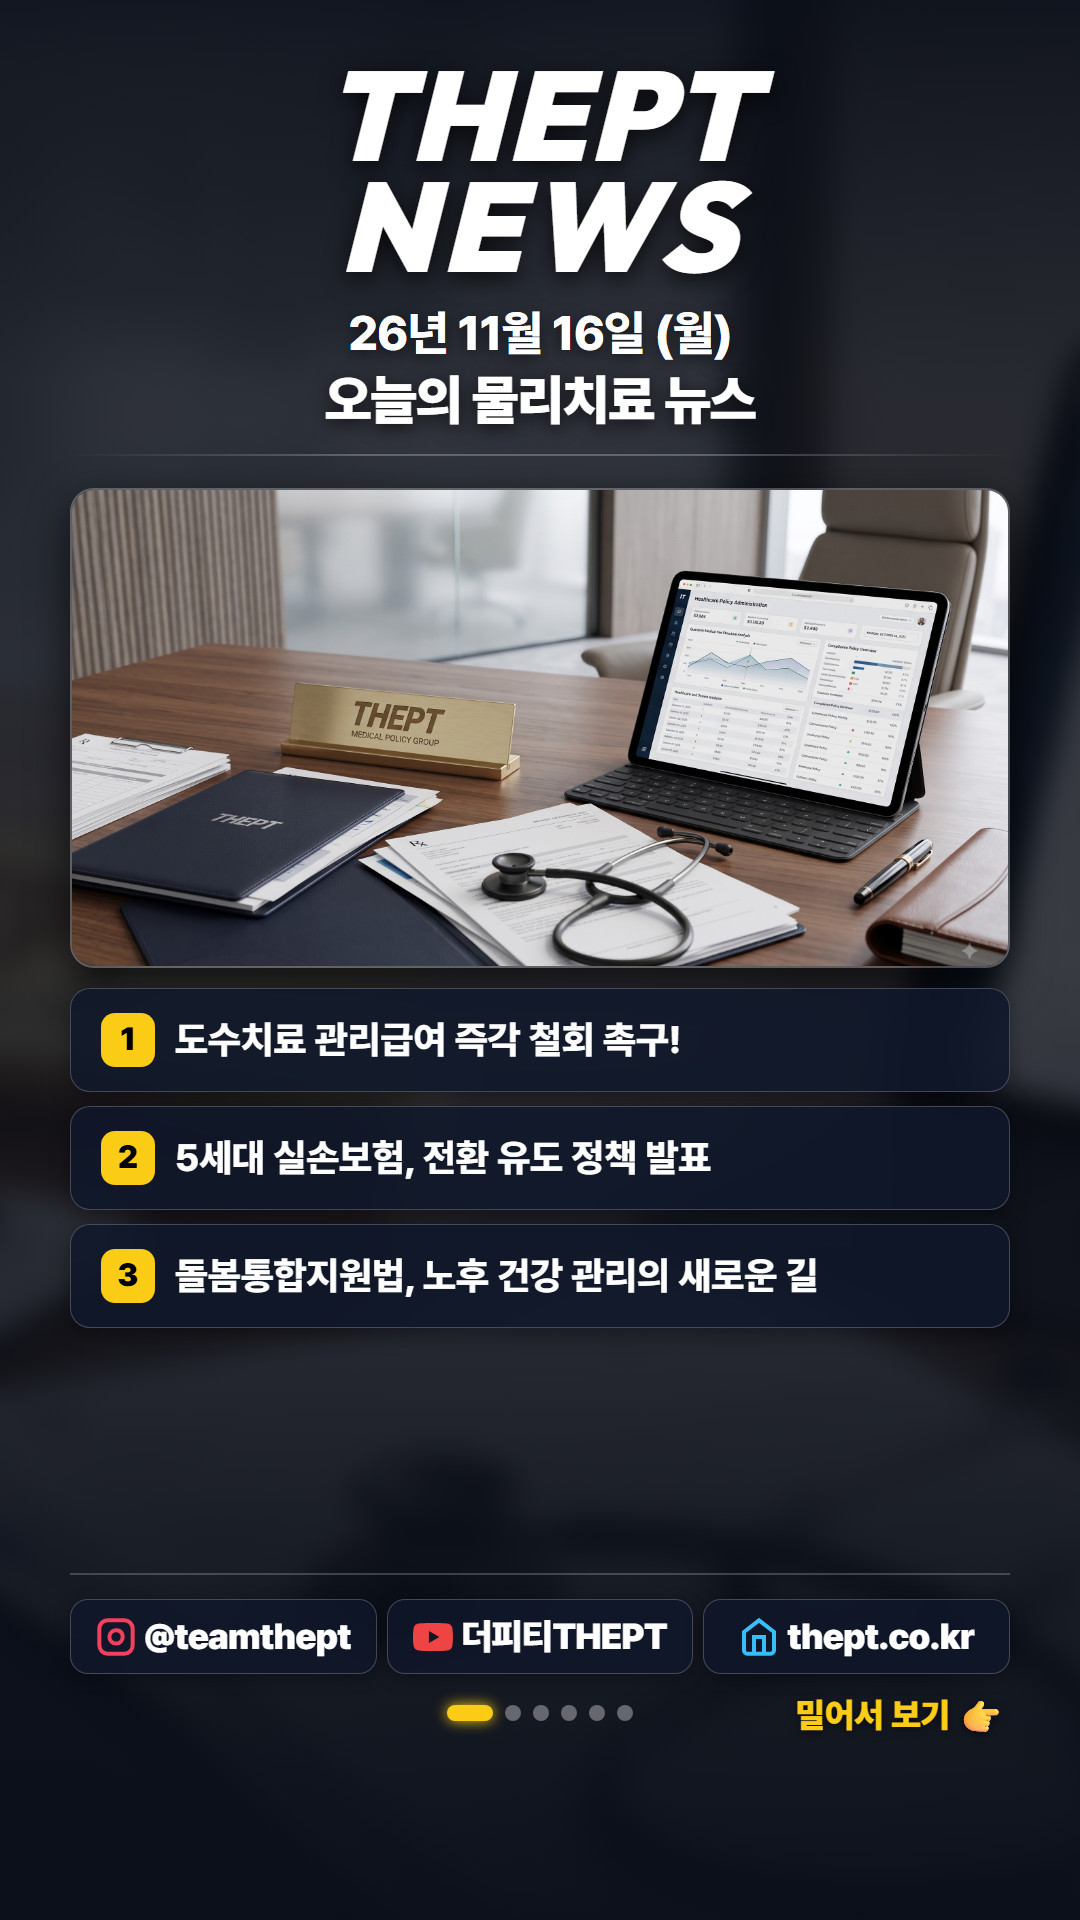 THEPT
NEWS
26년 11월 16일 (월)
오늘의 물리치료 뉴스
Healthcare Policy Administration
THEPT
MEDICAL POLICY GROUP
THEPT
Rx
1 도수치료 관리급여 즉각 철회 촉구!
2 5세대 실손보험, 전환 유도 정책 발표
3 돌봄통합지원법, 노후 건강 관리의 새로운 길
@teamthept 더피티THEPT thept.co.kr
밀어서 보기